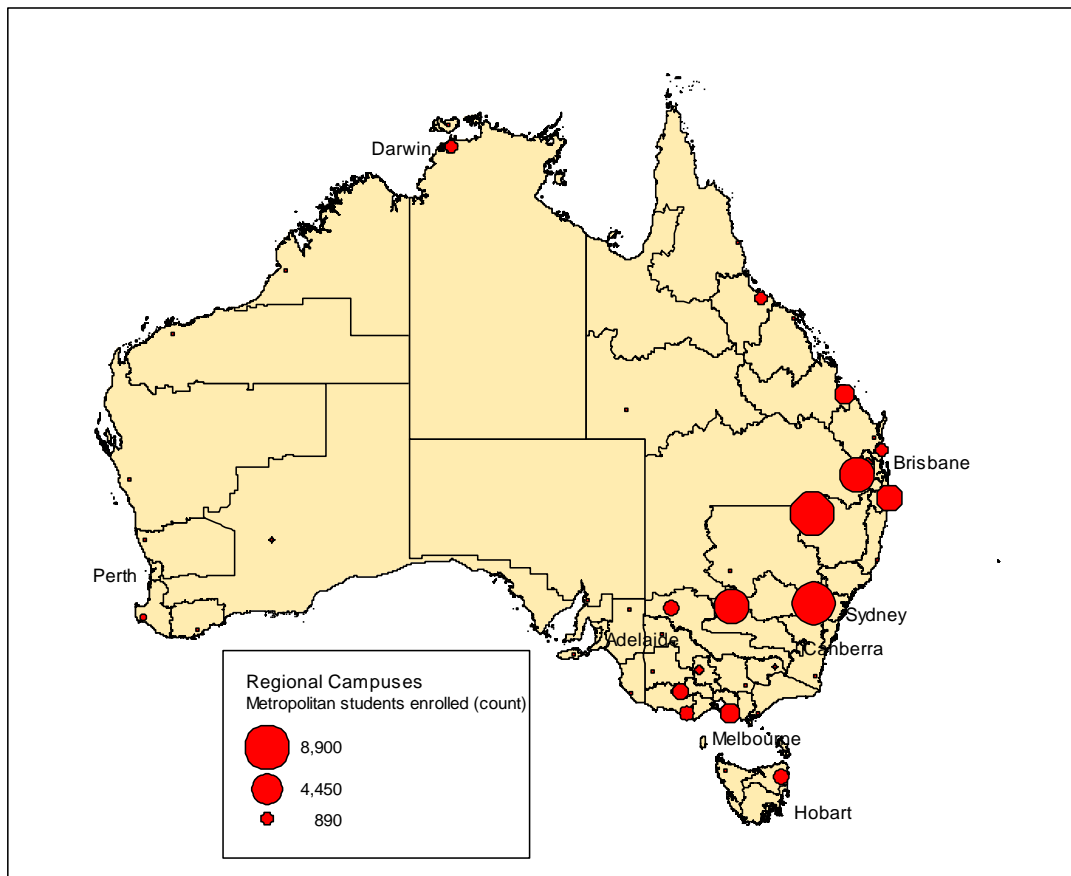 Darwin
Brisbane
Perth
Sydney
Adelaide
Canberra
Regional Campuses
Metropolitan students enrolled (count)
8,900
4,450
890
Melbourne
Hobart